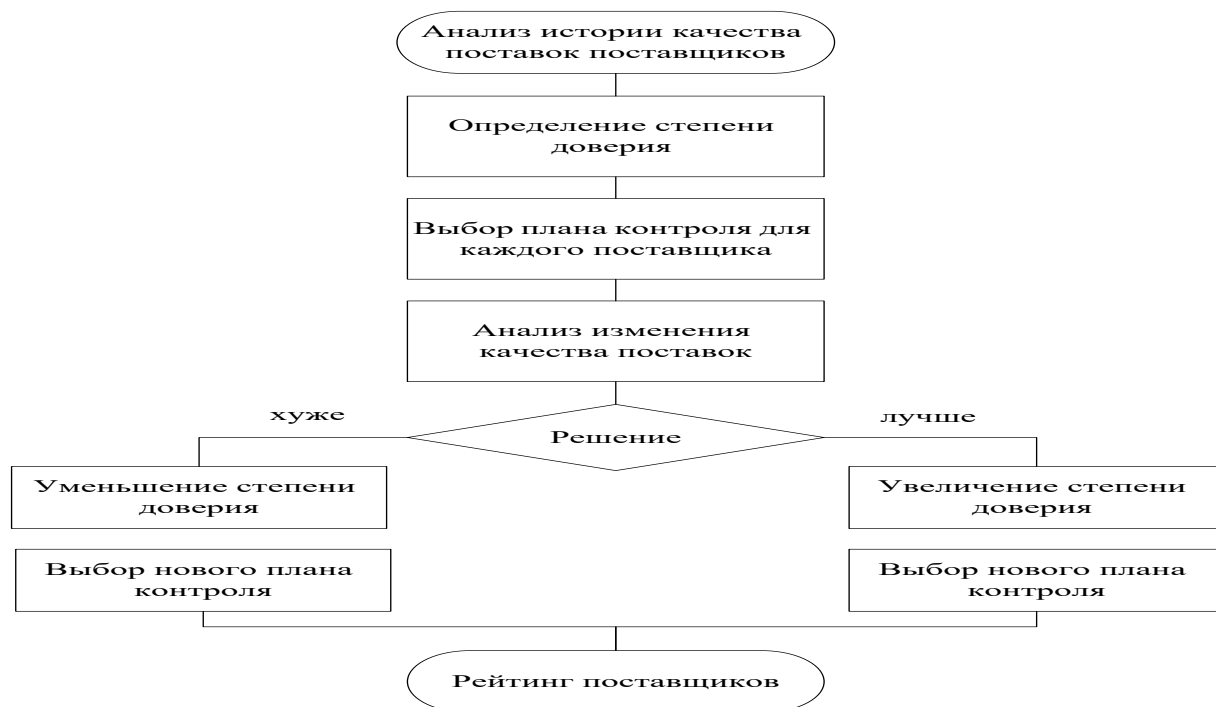 Анализ истории качества
поставок поставщиков
Определение степени
доверия
Выбор плана контроля для
каждого поставщика
Анализ изменения
качества поставок
хуже
Решение
лучше
Уменьшение степени
доверия
Увеличение степени
доверия
Выбор нового плана
контроля
Выбор нового плана
контроля
Рейтинг поставщиков